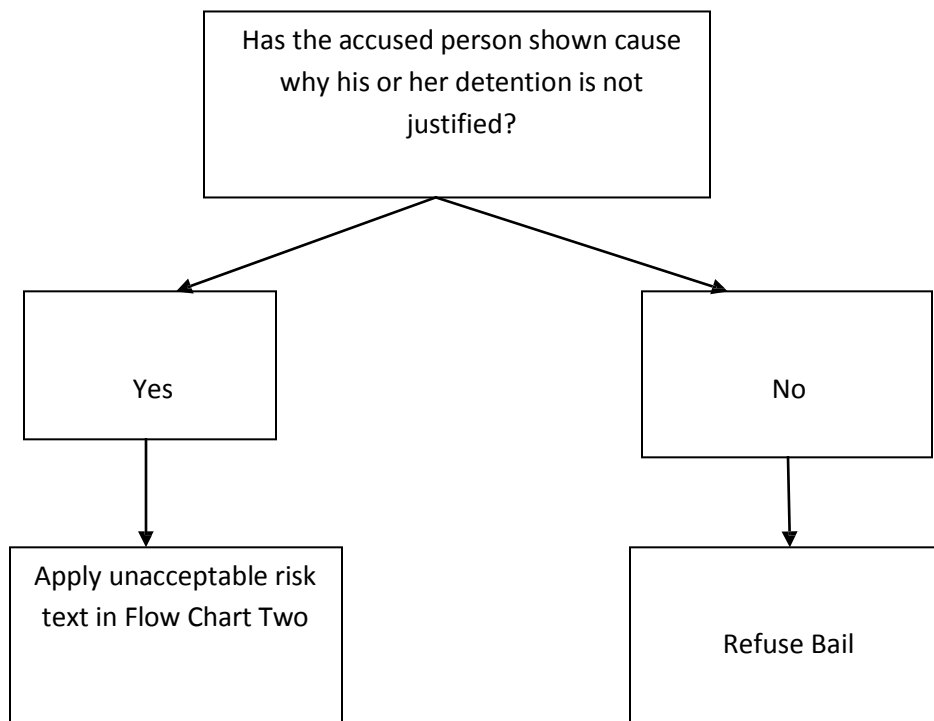 Has the accused person shown cause
why his or her detention is not
justified?
Yes
No
Apply unacceptable risk
text in Flow Chart Two
Refuse Bail